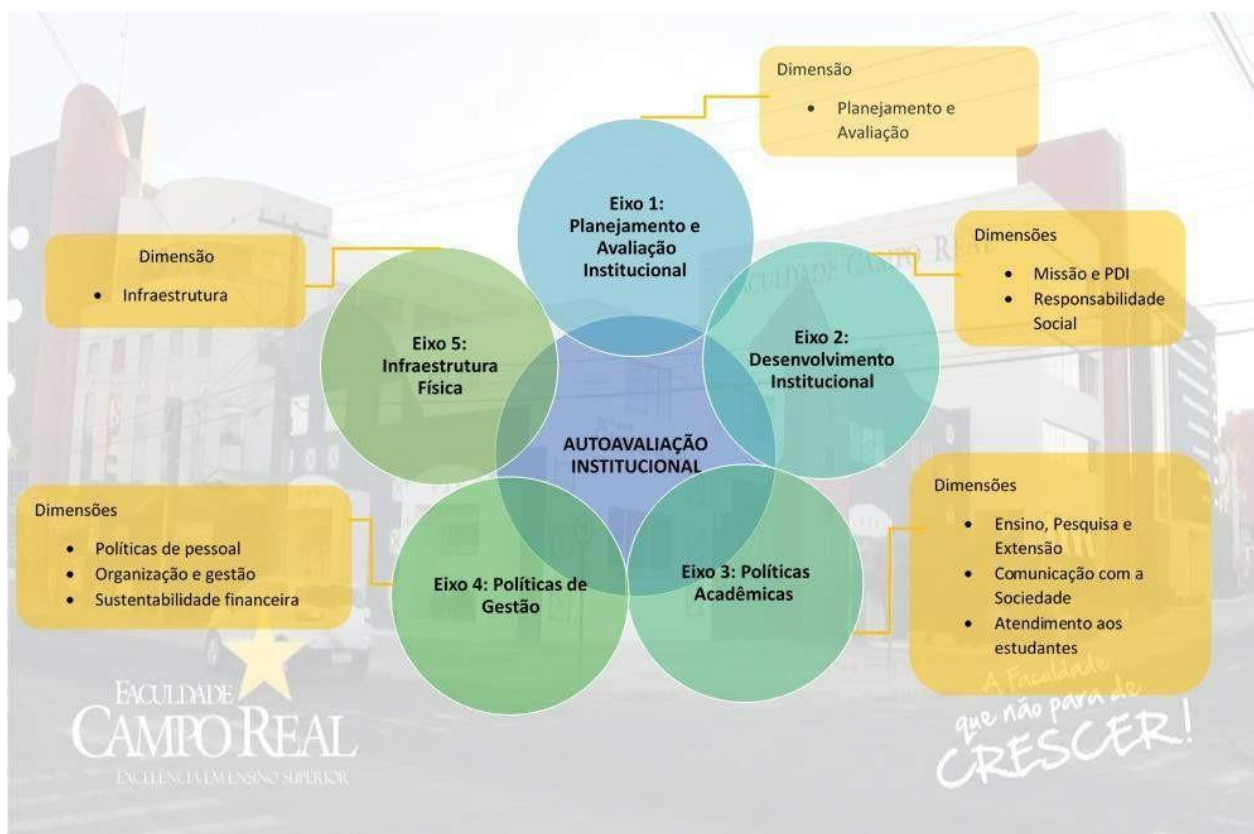 Dimensão
• Planejamento e
Avaliação
Eixo 1:
Planejamento e
Avaliação
Institucional
Dimensões
• Missão e PDI
• Responsabilidade
Social
FACULDADE CAMPO REAL
Dimensão
• Infraestrutura
Eixo 5:
Infraestrutura
Física
Eixo 2:
Desenvolvimento
Institucional
AUTOAVALIAÇÃO
INSTITUCIONAL
Dimensões
• Políticas de pessoal
• Organização e gestão
• Sustentabilidade financeira
Eixo 4: Políticas de
Gestão
Eixo 3: Políticas
Acadêmicas
Dimensões
• Ensino, Pesquisa e
Extensão
• Comunicação com a
Sociedade
• Atendimento aos
estudantes
FACULDADE
CAMPO REAL
EXCELÊNCIA EM ENSINO SUPERIOR
A Faculdade
que não para de
CRESCER!